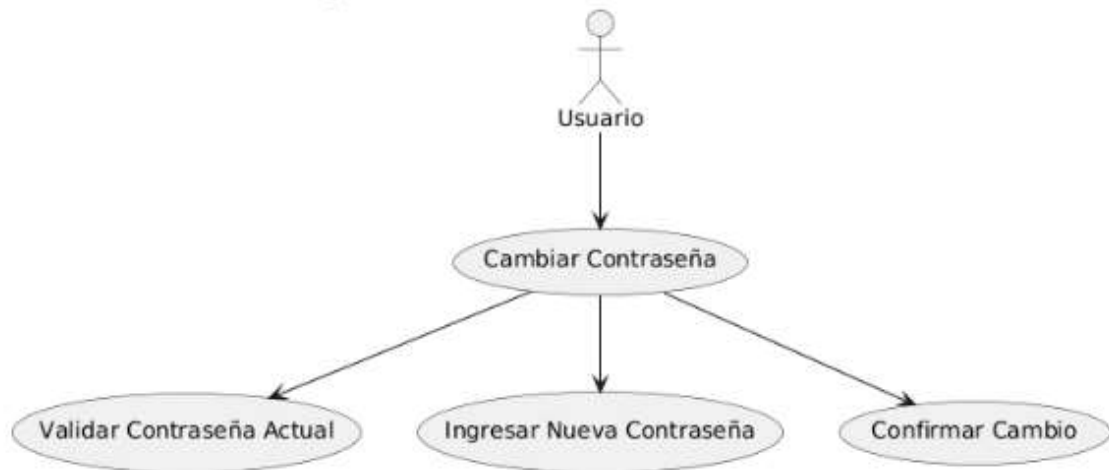 Usuario
Cambiar Contraseña
Validar Contraseña Actual
Ingresar Nueva Contraseña
Confirmar Cambio